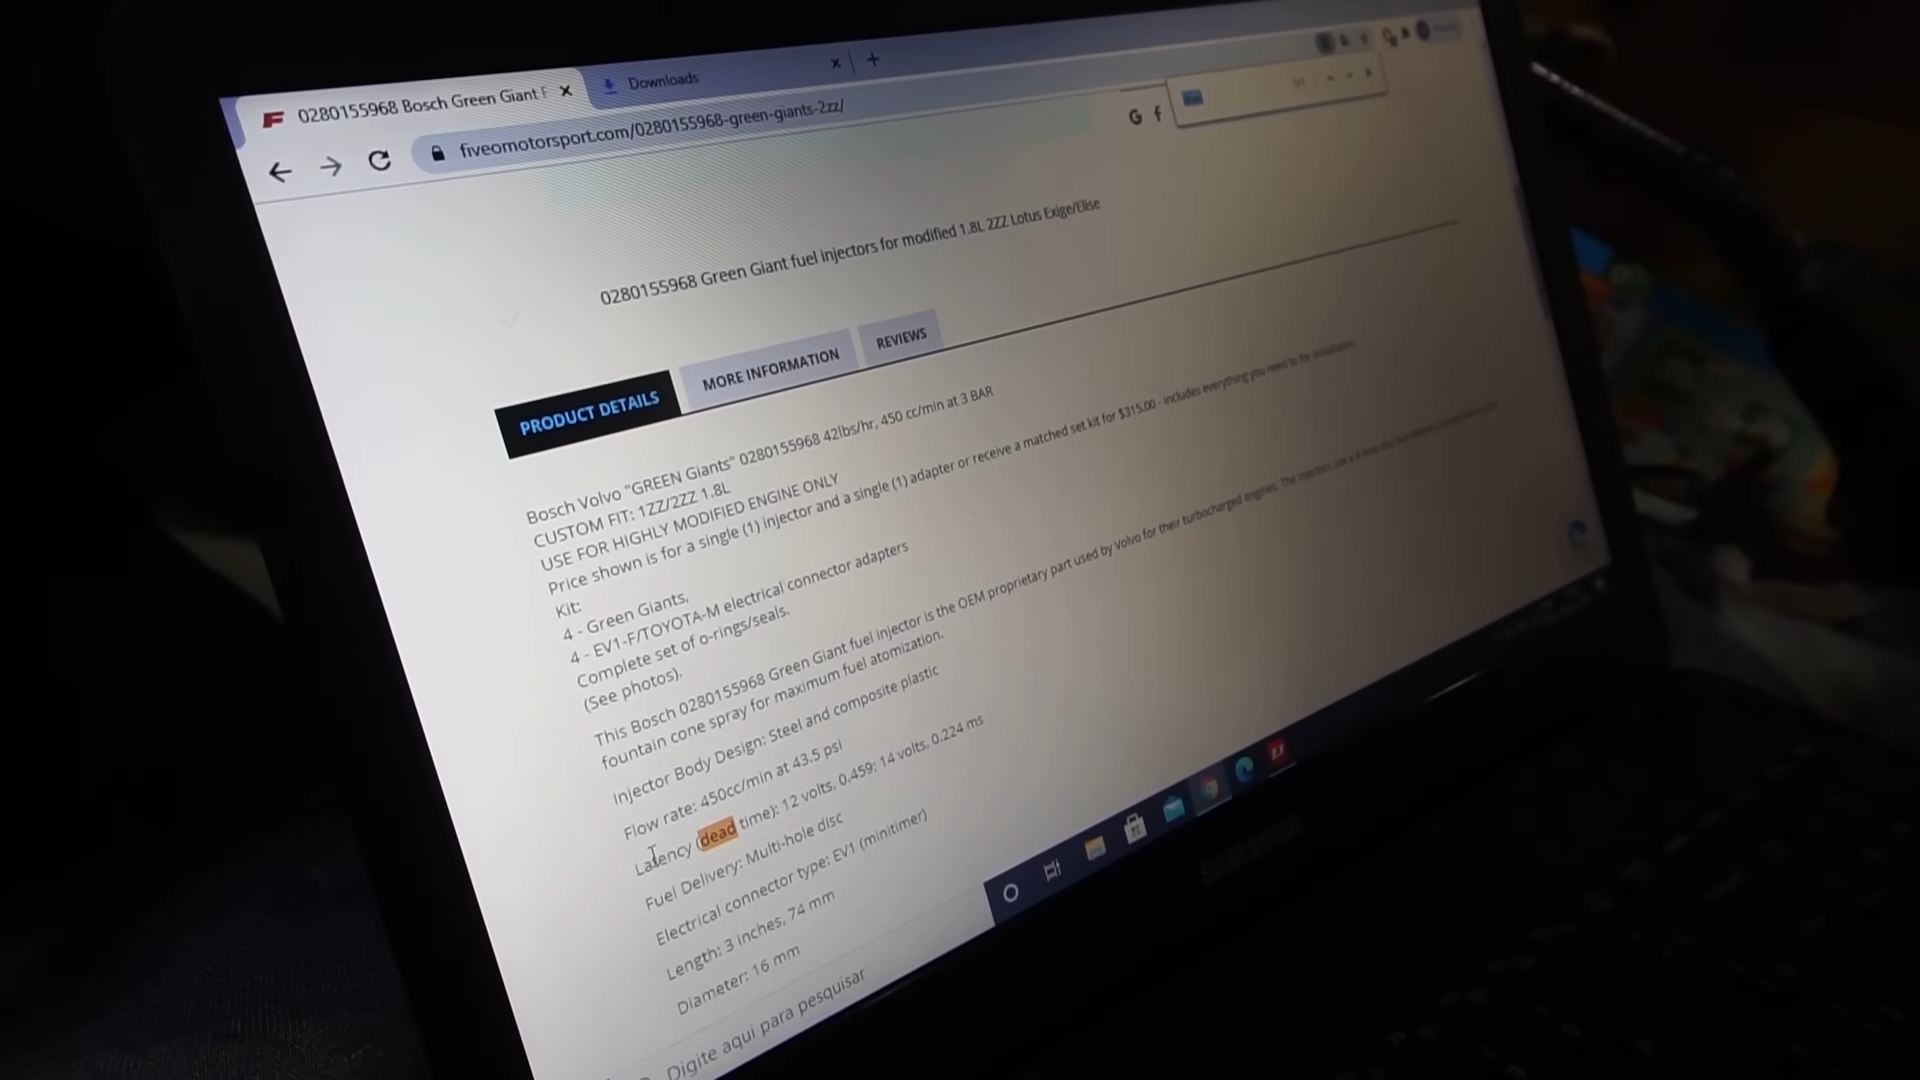 0280155968 Bosch Green Giant F
Downloads
fiveomotorsport.com/0280155968-green-giants-2zz/
G f
0280155968 Green Giant fuel injectors for modified 1.8L 2ZZ Lotus Exige/Elise
PRODUCT DETAILS
MORE INFORMATION
REVIEWS
Bosch Volvo "GREEN Giants" 0280155968 42lbs/hr, 450 cc/min at 3 BAR
CUSTOM FIT: 1ZZ/2ZZ 1.8L
USE FOR HIGHLY MODIFIED ENGINE ONLY
Price shown is for a single (1) injector and a single (1) adapter or receive a matched set kit for $315.00 - includes everything you need to for installation.
Kit:
4 - Green Giants,
4 - EV1-F/TOYOTA-M electrical connector adapters
Complete set of o-rings/seals.
(See photos).
This Bosch 0280155968 Green Giant fuel injector is the OEM proprietary part used by Volvo for their turbocharged engines. The injectors use a
fountain cone spray for maximum fuel atomization.
Injector Body Design: Steel and composite plastic
Flow rate: 450cc/min at 43.5 psi
Latency (dead time): 12 volts, 0.459; 14 volts, 0.224 ms
Fuel Delivery: Multi-hole disc
Electrical connector type: EV1 (minitimer)
Length: 3 inches, 74 mm
Diameter: 16 mm
Digite aqui para pesquisar
SAMSUNG